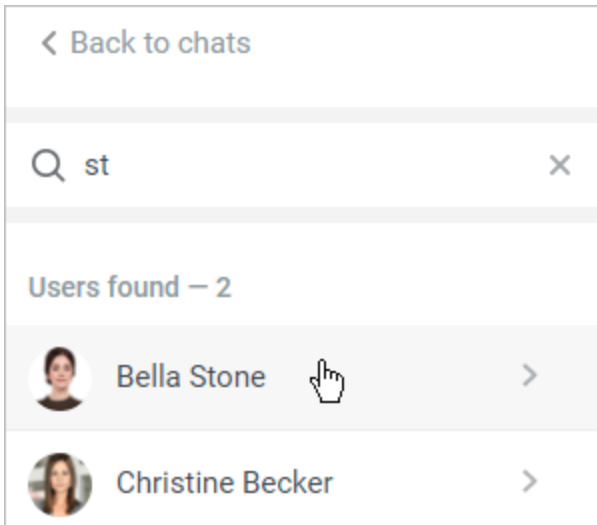 Back to chats
st
Users found — 2
Bella Stone
Christine Becker